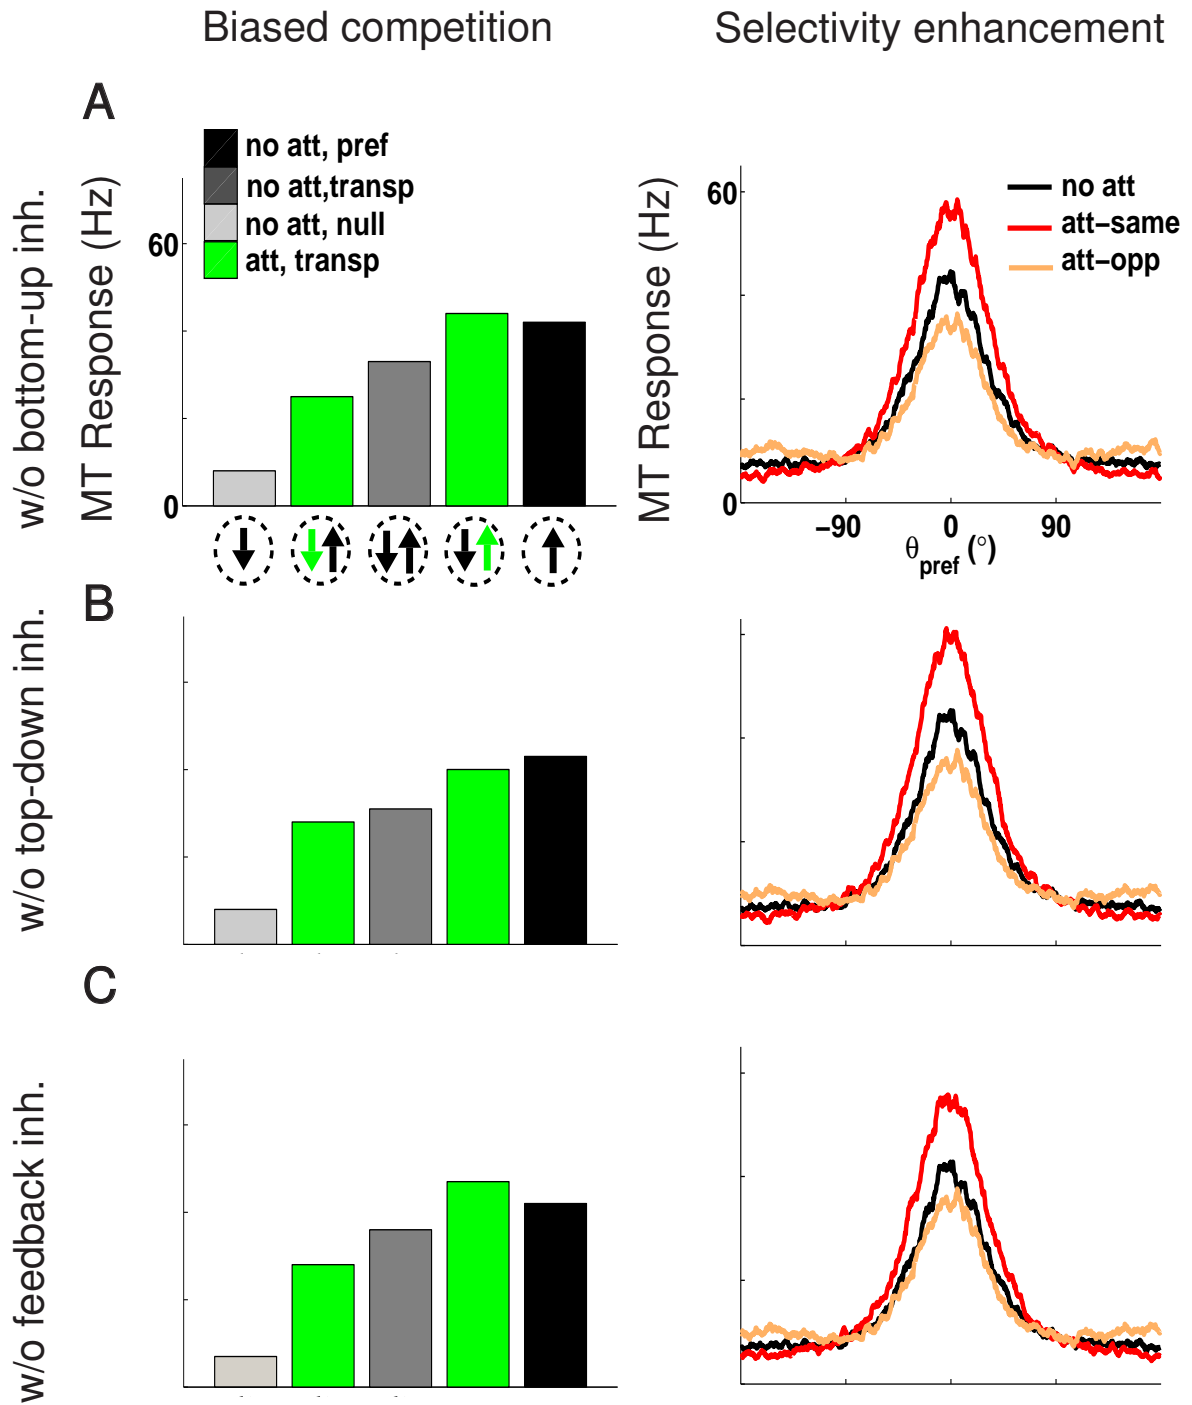 Biased competition
Selectivity enhancement
A
w/o bottom-up inh.
MT Response (Hz)
60
0
no att, pref
no att,transp
no att, null
att, transp
MT Response (Hz)
60
0
no att
att–same
att–opp
–90 0 90
θpref (°)
B
w/o top-down inh.
C
w/o feedback inh.